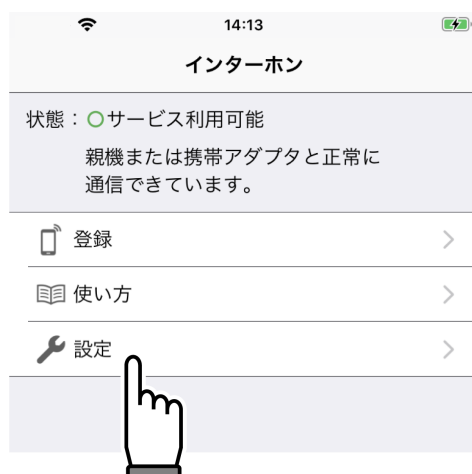 14:13
インターホン
状態：○サービス利用可能
親機または携帯アダプタと正常に
通信できています。
登録
使い方
設定